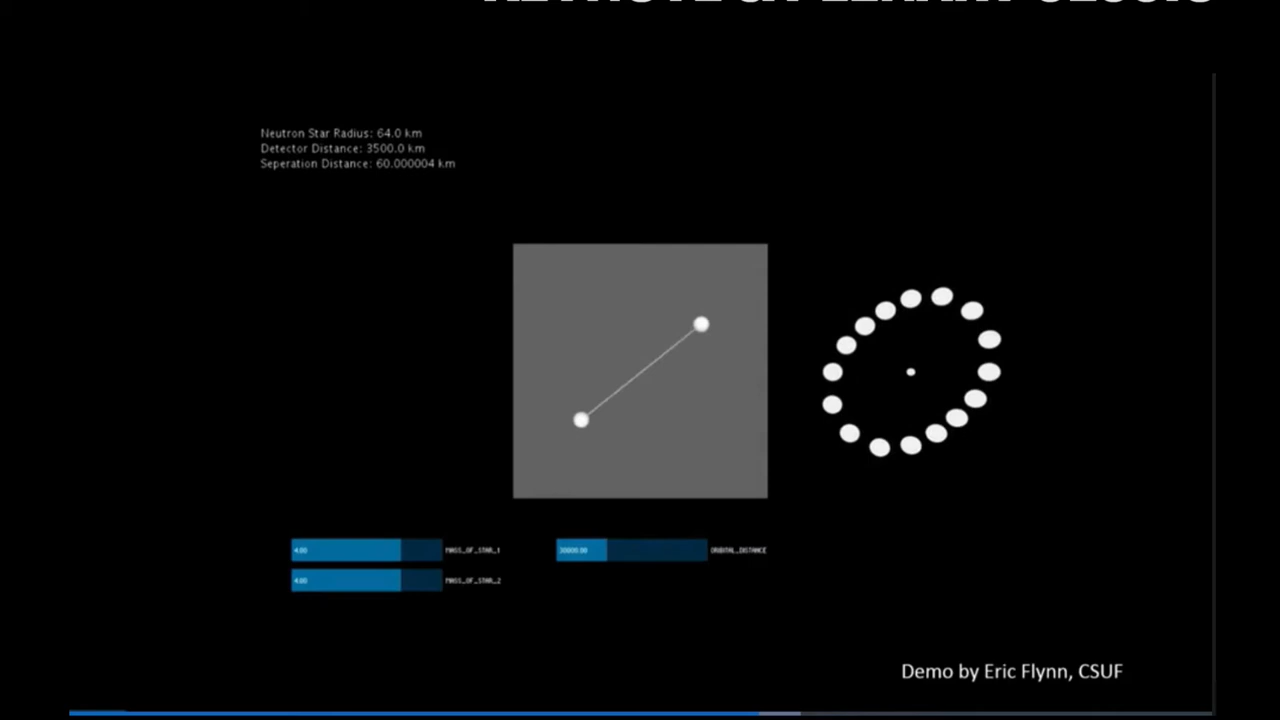 Neutron Star Radius: 64.0 km
Detector Distance: 3500.0 km
Seperation Distance: 60.000004 km
4.00 MASS_OF_STAR_1
30000.00 ORBITAL_DISTANCE
4.00 MASS_OF_STAR_2
Demo by Eric Flynn, CSUF